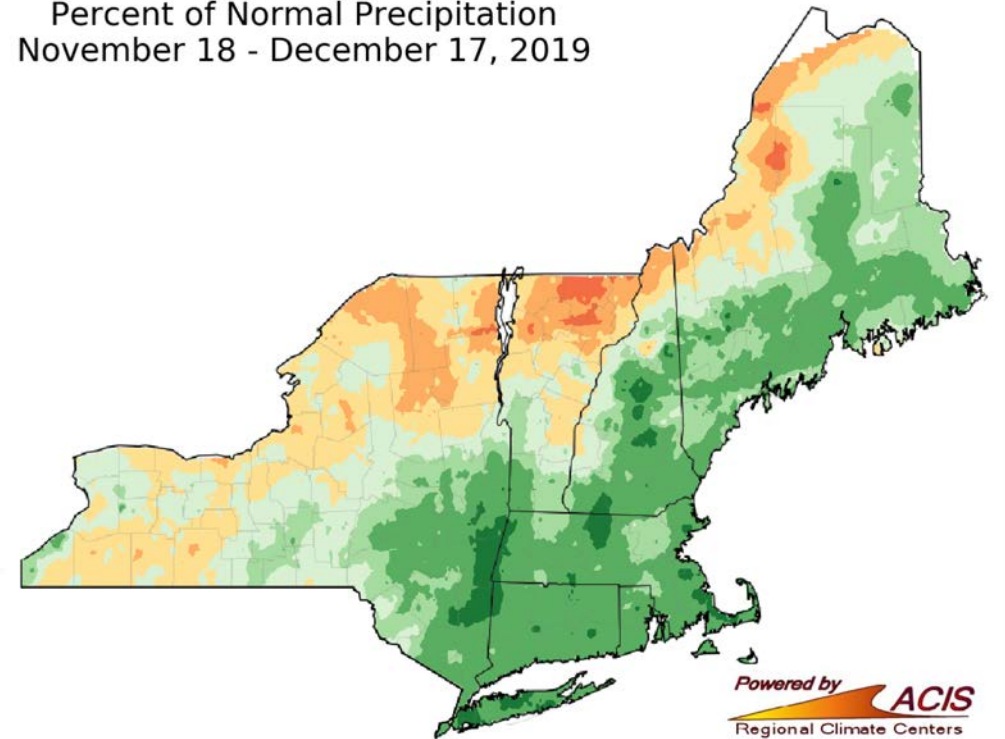 Percent of Normal Precipitation
November 18 - December 17, 2019
Powered by
ACIS
Regional Climate Centers